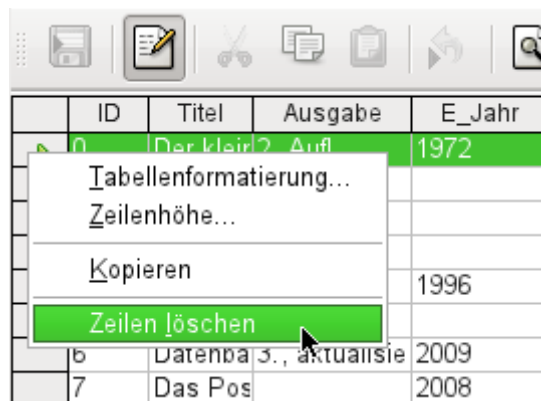 ID Titel Ausgabe E_Jahr
0 Der kleir 2. Aufl 1972
Tabellenformatierung...
Zeilenhöhe...
Kopieren
1996
Zeilen löschen
6 Datenba 3., aktualisie 2009
7 Das Pos 2008